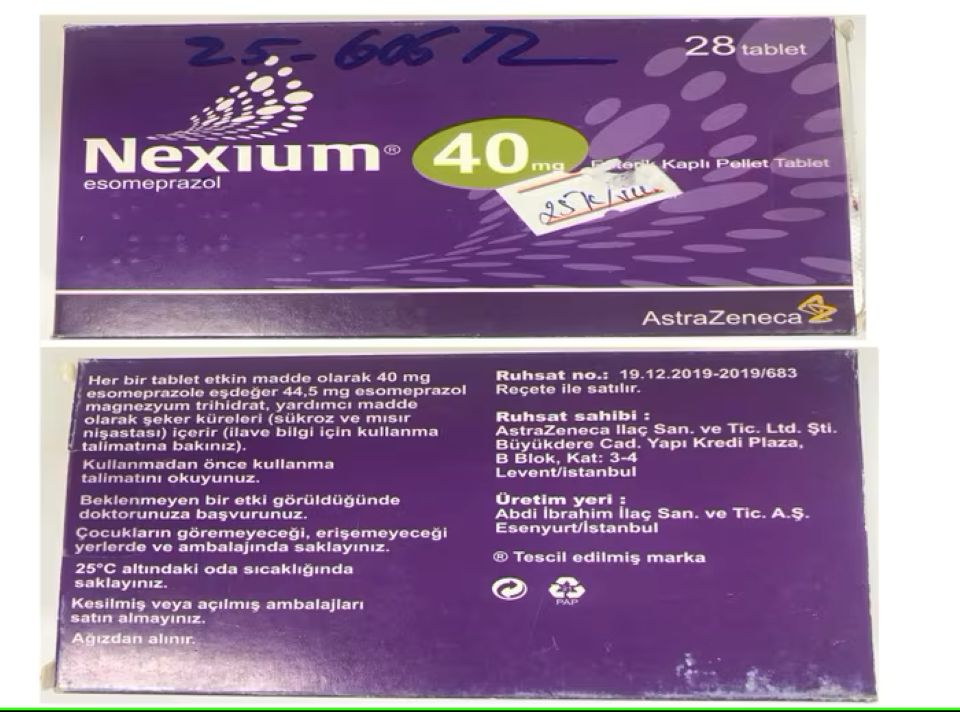 25-606 TL
28 tablet
Nexıum® 40 mg Enterik Kaplı Pellet Tablet
esomeprazol
AstraZeneca
Her bir tablet etkin madde olarak 40 mg
esomeprazole eşdeğer 44,5 mg esomeprazol
magnezyum trihidrat, yardımcı madde
olarak şeker küreleri (sükroz ve mısır
nişastası) içerir (ilave bilgi için kullanma
talimatına bakınız).
Kullanmadan önce kullanma
talimatını okuyunuz.
Beklenmeyen bir etki görüldüğünde
doktorunuza başvurunuz.
Çocukların göremeyeceği, erişemeyeceği
yerlerde ve ambalajında saklayınız.
25°C altındaki oda sıcaklığında
saklayınız.
Kesilmiş veya açılmış ambalajları
satın almayınız.
Ağızdan alınır.
Ruhsat no.: 19.12.2019-2019/683
Reçete ile satılır.
Ruhsat sahibi :
AstraZeneca İlaç San. ve Tic. Ltd. Şti.
Büyükdere Cad. Yapı Kredi Plaza,
B Blok, Kat: 3-4
Levent/istanbul
Üretim yeri :
Abdi İbrahim İlaç San. ve Tic. A.Ş.
Esenyurt/İstanbul
® Tescil edilmiş marka
PAP